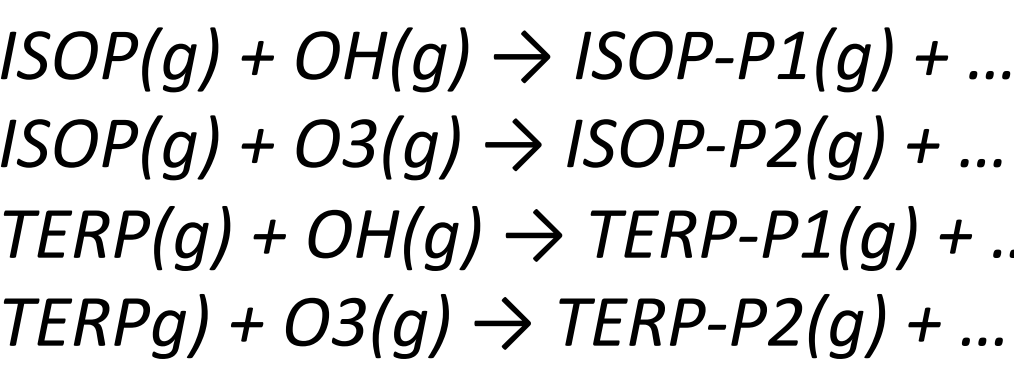 ISOP(g) + OH(g) → ISOP-P1(g) + ...
ISOP(g) + O3(g) → ISOP-P2(g) + ...
TERP(g) + OH(g) → TERP-P1(g) + ..
TERPg) + O3(g) → TERP-P2(g) + ...